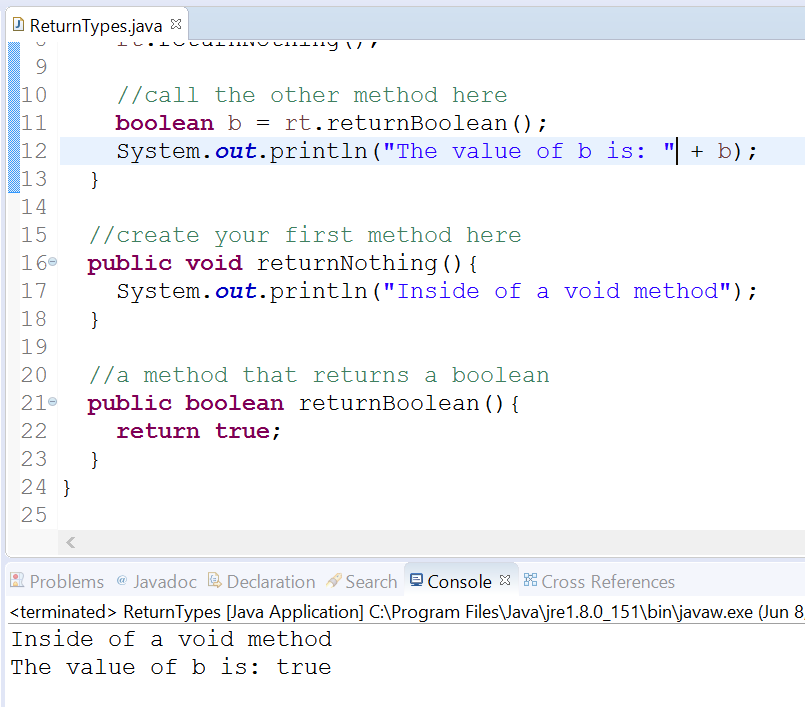 ReturnTypes.java
8 rt.returnNothing();
9
10 //call the other method here
11 boolean b = rt.returnBoolean();
12 System.out.println("The value of b is: " + b);
13 }
14
15 //create your first method here
16 public void returnNothing(){
17 System.out.println("Inside of a void method");
18 }
19
20 //a method that returns a boolean
21 public boolean returnBoolean(){
22 return true;
23 }
24 }
25
Problems @ Javadoc Declaration Search Console Cross References
<terminated> ReturnTypes [Java Application] C:\Program Files\Java\jre1.8.0_151\bin\javaw.exe (Jun 8,
Inside of a void method
The value of b is: true